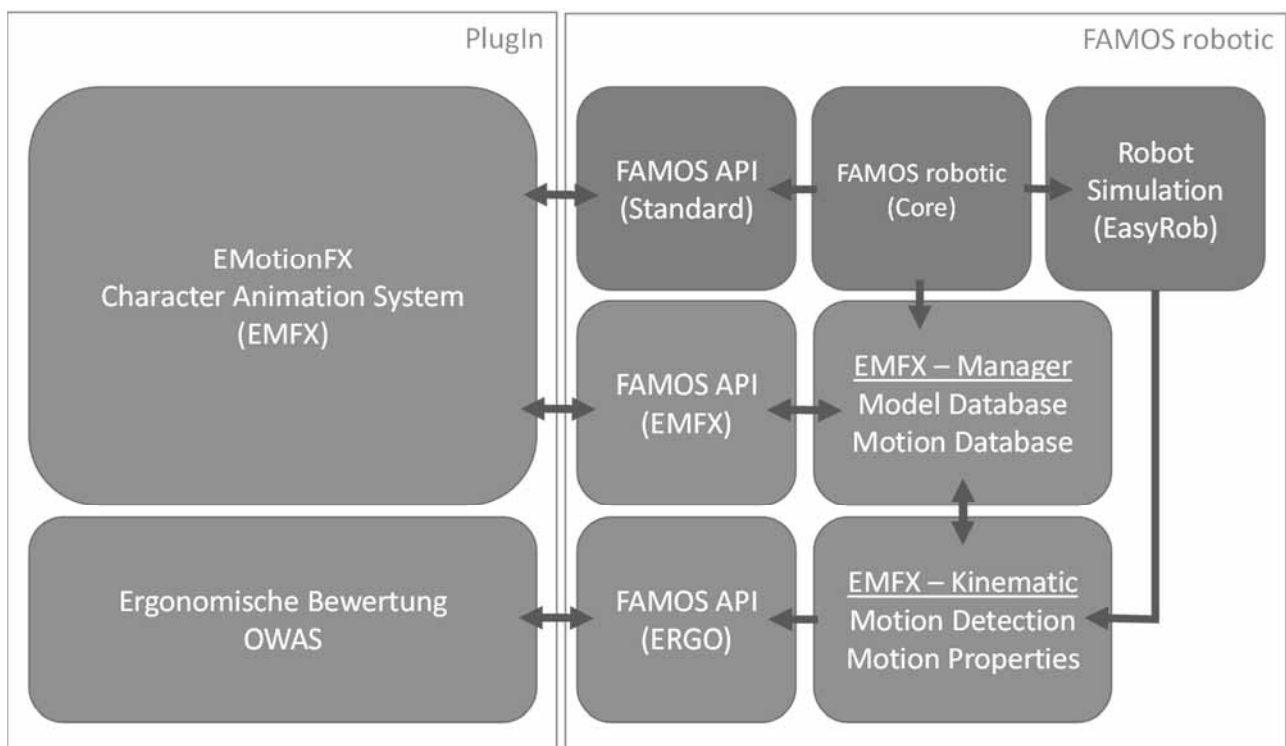 PlugIn
FAMOS robotic
EMotionFX
Character Animation System
(EMFX)
FAMOS API
(Standard)
FAMOS robotic
(Core)
Robot
Simulation
(EasyRob)
FAMOS API
(EMFX)
EMFX – Manager
Model Database
Motion Database
Ergonomische Bewertung
OWAS
FAMOS API
(ERGO)
EMFX – Kinematic
Motion Detection
Motion Properties